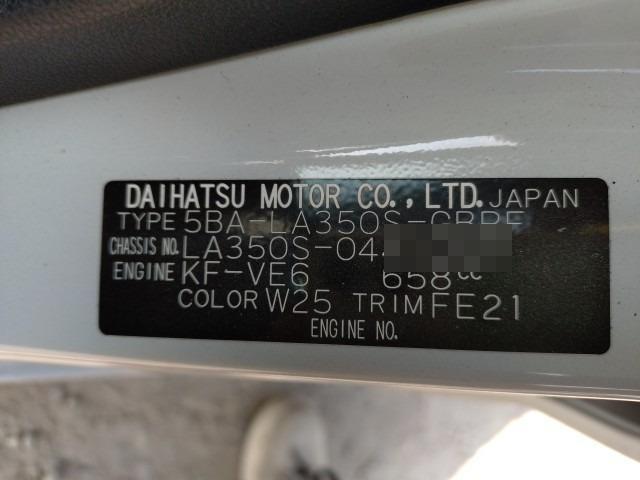 DAIHATSU MOTOR CO., LTD. JAPAN
TYPE 5BA-LA350S-GBPF
CHASSIS NO. LA350S-04
ENGINE KF-VE6 658cc
COLOR W25 TRIM FE21
ENGINE NO.